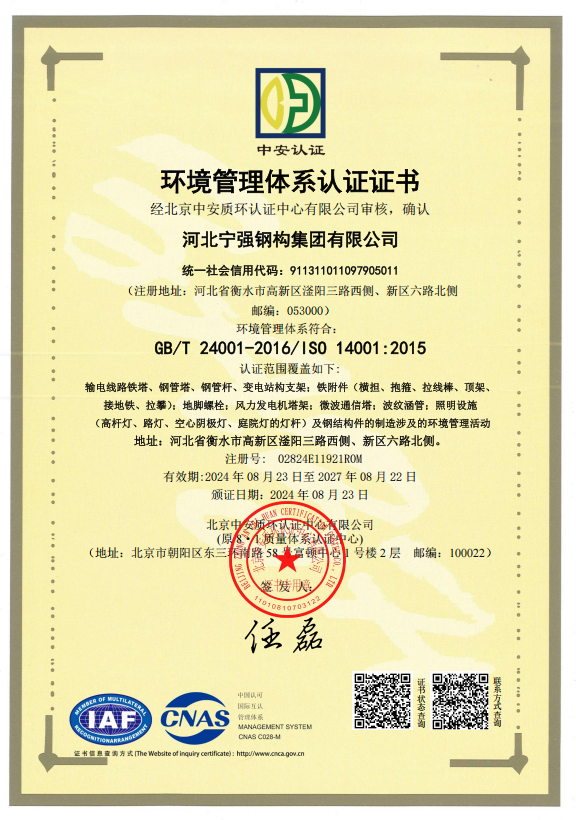 中安认证
环境管理体系认证证书
经北京中安质环认证中心有限公司审核，确认
河北宁强钢构集团有限公司
统一社会信用代码：911311011097905011
（注册地址：河北省衡水市高新区滏阳三路西侧、新区六路北侧
邮编：053000）
环境管理体系符合：
GB/T 24001-2016/ISO 14001:2015
认证范围覆盖如下：
输电线路铁塔、钢管塔、钢管杆、变电站构支架；铁附件（横担、抱箍、拉线棒、顶架、
接地铁、拉攀）；地脚螺栓；风力发电机塔架；微波通信塔；波纹涵管；照明设施
（高杆灯、路灯、空心阴极灯、庭院灯的灯杆）及钢结构件的制造涉及的环境管理活动
地址：河北省衡水市高新区滏阳三路西侧、新区六路北侧。
注册号： 02824E11921R0M
有效期：2024 年 08 月 23 日至 2027 年 08 月 22 日
颁证日期：2024 年 08 月 23 日
北京中安质环认证中心有限公司
(原 8·1 质量体系认证中心)
（地址：北京市朝阳区东三环南路 58 号富顿中心 1 号楼 2 层 邮编：100022）
签 发 人：
1101081070312
任磊
MEMBER OF MULTILATERAL
IAF
RECOGNITIONARRANGEMENT
CNAS
中国认可
国际互认
管理体系
MANAGEMENT SYSTEM
CNAS C028-M
证书状态查询
联系方式查询
证书信息查询方式(The Website of inquiry certificate)：http://www.cnca.gov.cn